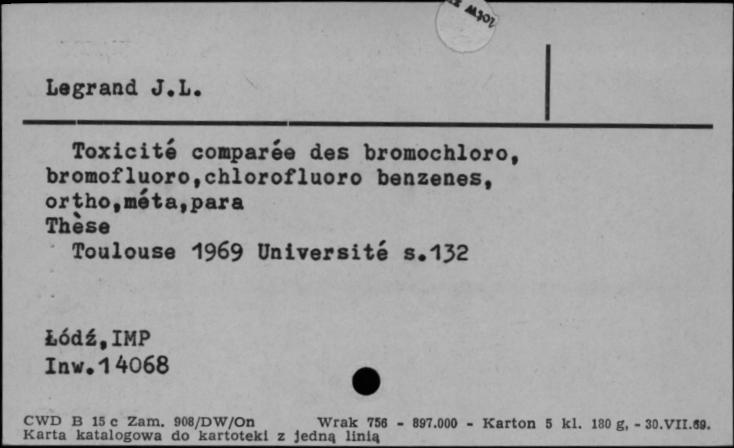 Legrand J.L.
Toxicité comparée des bromochloro,
bromofluoro,chlorofluoro benzenes,
ortho,méta,para
Thèse
Toulouse 1969 Université s.132
Łódź,IMP
Inw.14068
CWD B 15 c Zam. 908/DW/On Wrak 756 - 897.000 - Karton 5 kl. 180 g, - 30.VII.69.
Karta katalogowa do kartoteki z jedną linią